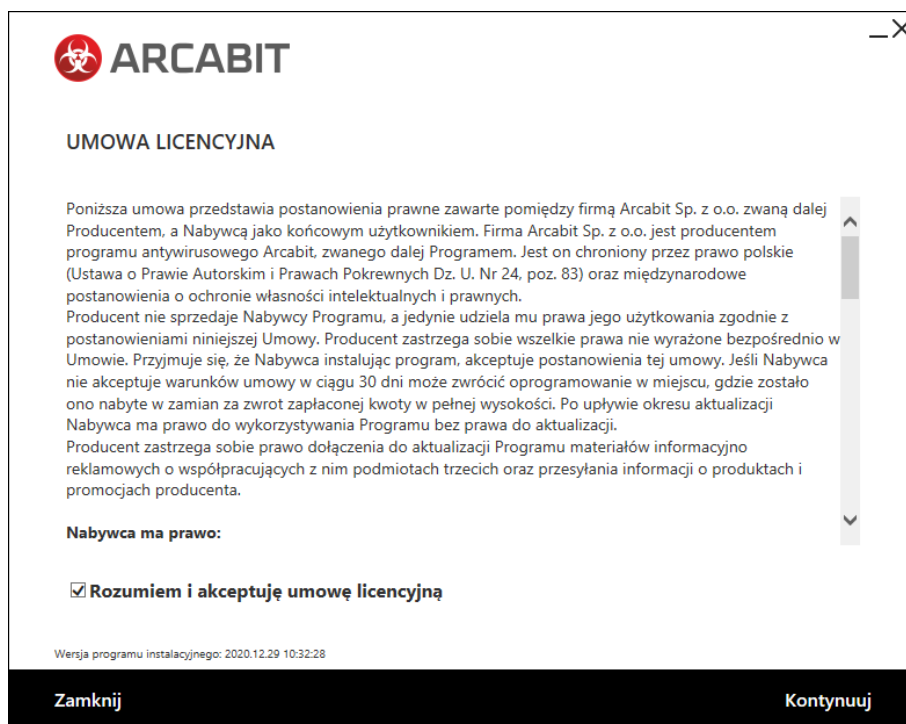 ARCABIT
UMOWA LICENCYJNA
Poniższa umowa przedstawia postanowienia prawne zawarte pomiędzy firmą Arcabit Sp. z o.o. zwaną dalej
Producentem, a Nabywcą jako końcowym użytkownikiem. Firma Arcabit Sp. z o.o. jest producentem
programu antywirusowego Arcabit, zwanego dalej Programem. Jest on chroniony przez prawo polskie
(Ustawa o Prawie Autorskim i Prawach Pokrewnych Dz. U. Nr 24, poz. 83) oraz międzynarodowe
postanowienia o ochronie własności intelektualnych i prawnych.
Producent nie sprzedaje Nabywcy Programu, a jedynie udziela mu prawa jego użytkowania zgodnie z
postanowieniami niniejszej Umowy. Producent zastrzega sobie wszelkie prawa nie wyrażone bezpośrednio w
Umowie. Przyjmuje się, że Nabywca instalując program, akceptuje postanowienia tej umowy. Jeśli Nabywca
nie akceptuje warunków umowy w ciągu 30 dni może zwrócić oprogramowanie w miejscu, gdzie zostało
ono nabyte w zamian za zwrot zapłaconej kwoty w pełnej wysokości. Po upływie okresu aktualizacji
Nabywca ma prawo do wykorzystywania Programu bez prawa do aktualizacji.
Producent zastrzega sobie prawo dołączenia do aktualizacji Programu materiałów informacyjno
reklamowych o współpracujących z nim podmiotach trzecich oraz przesyłania informacji o produktach i
promocjach producenta.
Nabywca ma prawo:
Rozumiem i akceptuję umowę licencyjną
Wersja programu instalacyjnego: 2020.12.29 10:32:28
Zamknij
Kontynuuj